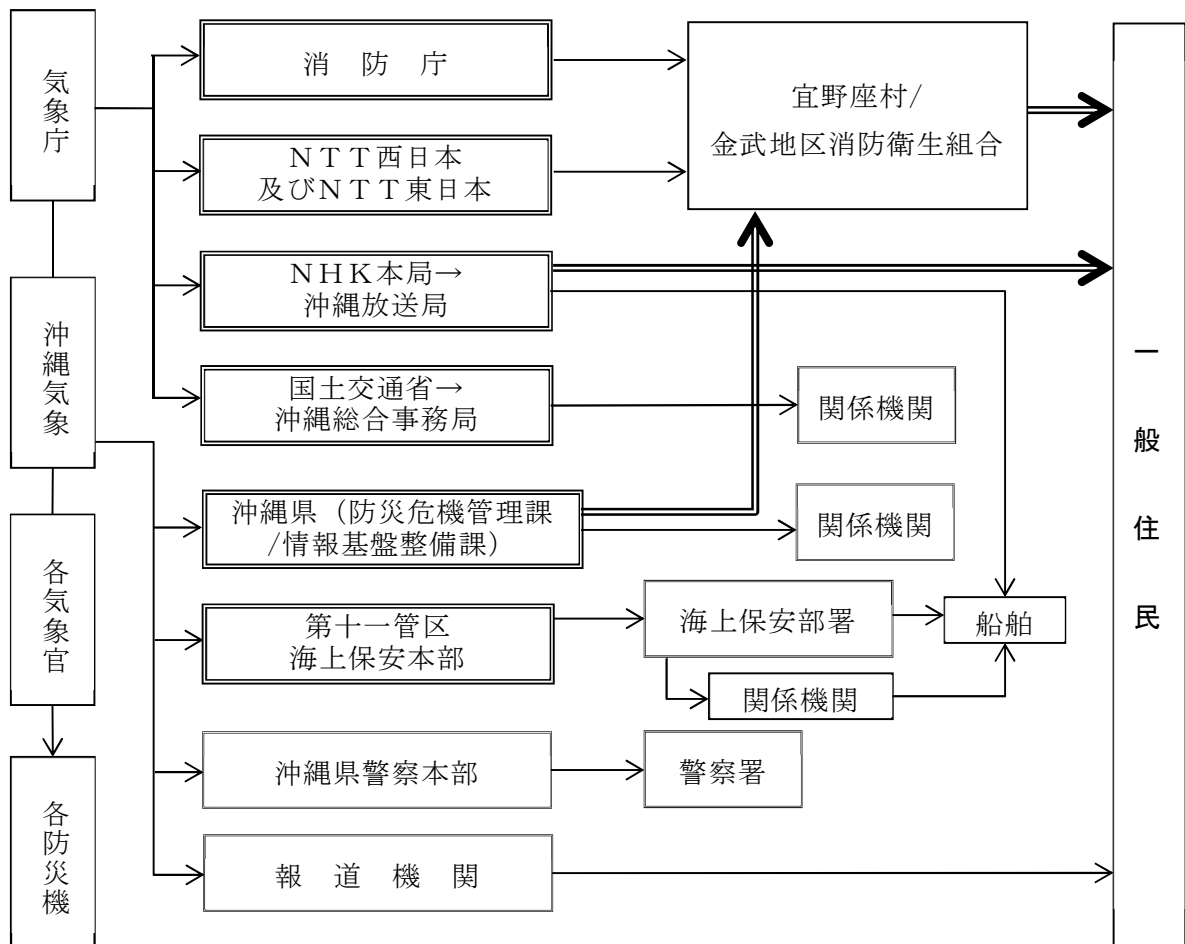 気象庁
沖縄気象
各気象官
各防災機
消　防　庁
ＮＴＴ西日本
及びＮＴＴ東日本
ＮＨＫ本局→
沖縄放送局
国土交通省→
沖縄総合事務局
沖縄県（防災危機管理課
/情報基盤整備課）
第十一管区
海上保安本部
沖縄県警察本部
報　道　機　関
宜野座村/
金武地区消防衛生組合
関係機関
関係機関
海上保安部署
関係機関
船舶
警察署
一般住民